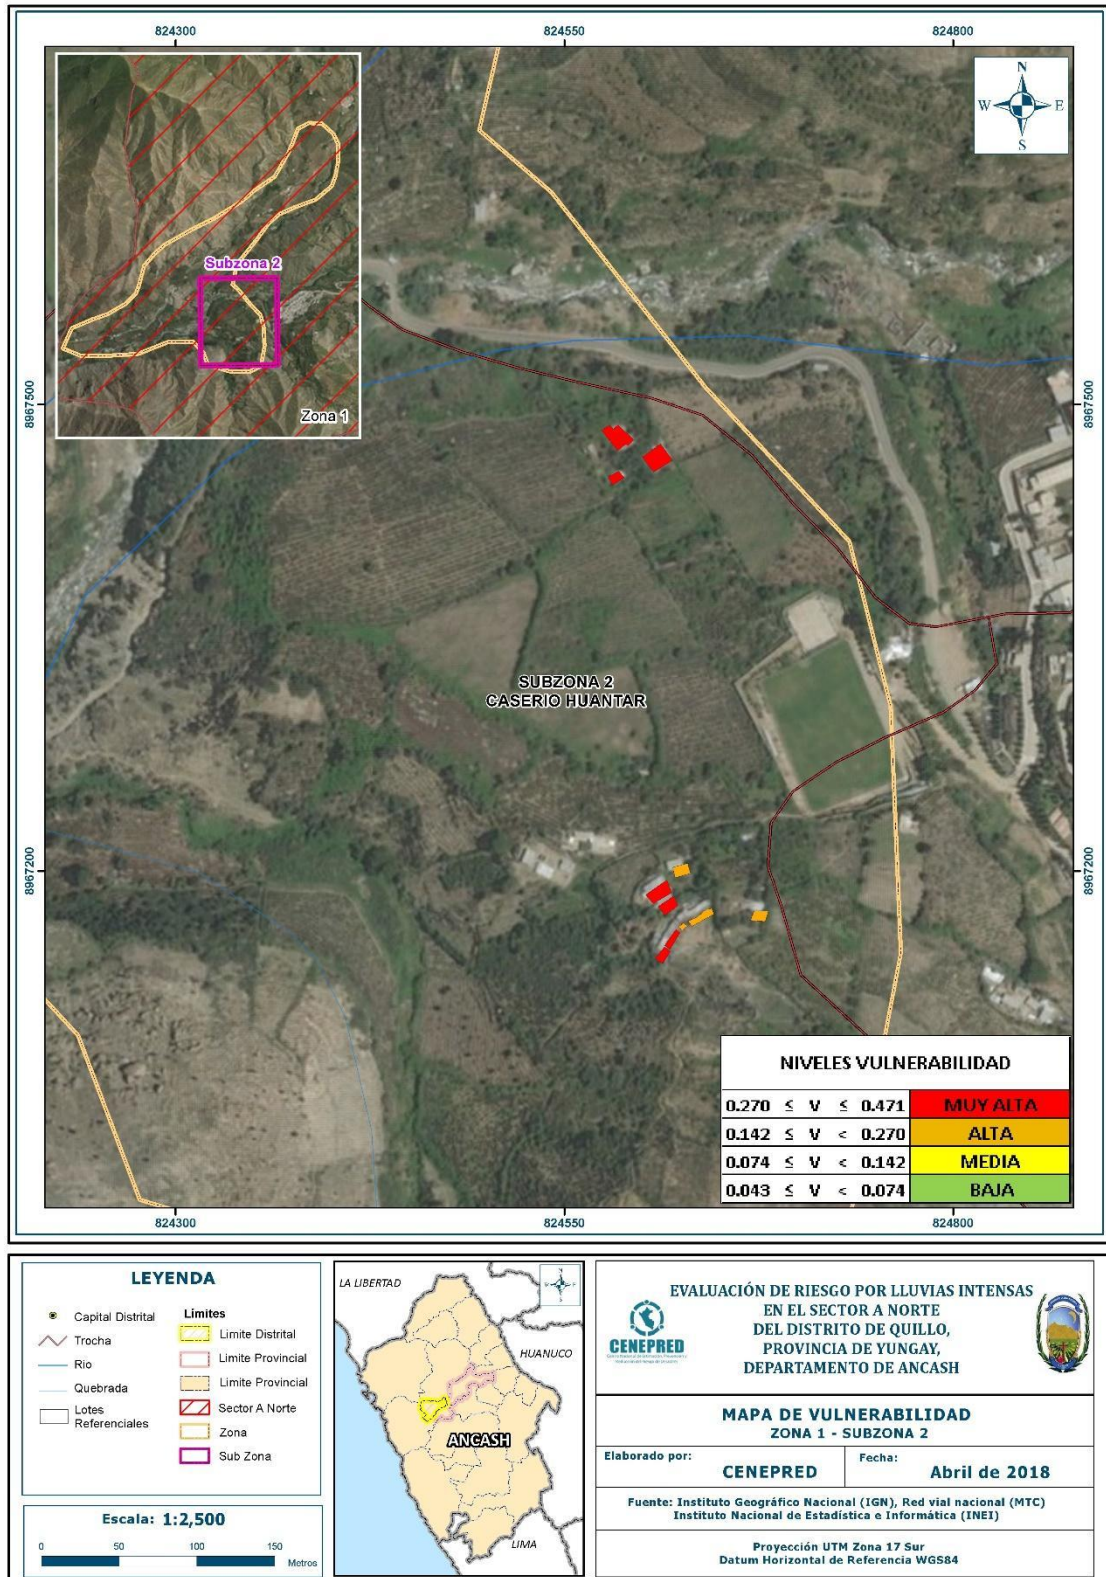 824300
824550
824800
N
W
E
S
Subzona 2
Zona 1
8967500
8967500
SUBZONA 2
CASERIO HUANTAR
8967200
8967200
NIVELES VULNERABILIDAD
0.270 ≤ V ≤ 0.471 MUY ALTA
0.142 ≤ V < 0.270 ALTA
0.074 ≤ V < 0.142 MEDIA
0.043 ≤ V < 0.074 BAJA
824300
824550
824800
LEYENDA
Capital Distrital
Trocha
Rio
Quebrada
Lotes
Referenciales
Limites
Limite Distrital
Limite Provincial
Limite Provincial
Sector A Norte
Zona
Sub Zona
Escala: 1:2,500
0 50 100 150
Metros
LA LIBERTAD
HUANUCO
ANCASH
LIMA
CENEPRED
EVALUACIÓN DE RIESGO POR LLUVIAS INTENSAS
EN EL SECTOR A NORTE
DEL DISTRITO DE QUILLO,
PROVINCIA DE YUNGAY,
DEPARTAMENTO DE ANCASH
MAPA DE VULNERABILIDAD
ZONA 1 - SUBZONA 2
Elaborado por:
CENEPRED
Fecha:
Abril de 2018
Fuente: Instituto Geográfico Nacional (IGN), Red vial nacional (MTC)
Instituto Nacional de Estadística e Informática (INEI)
Proyección UTM Zona 17 Sur
Datum Horizontal de Referencia WGS84